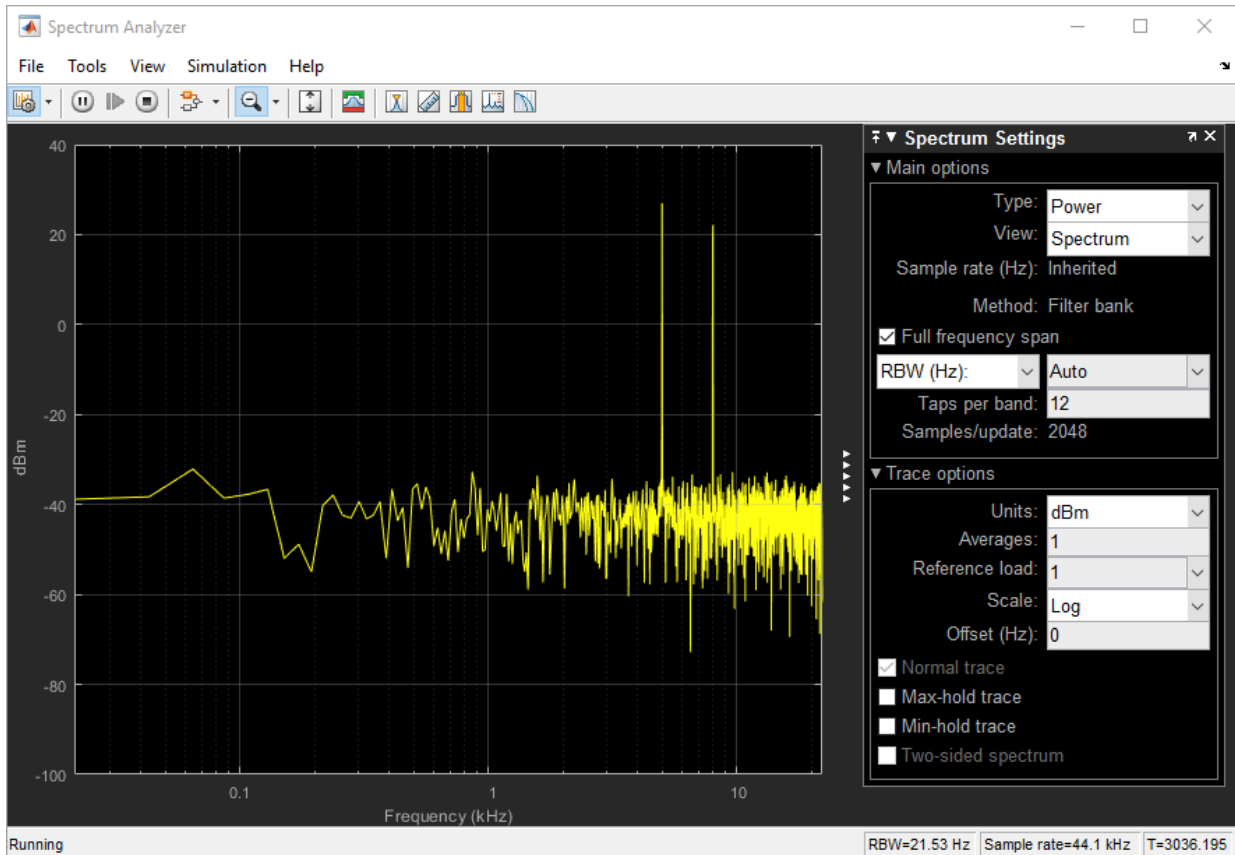 Spectrum Analyzer
File Tools View Simulation Help
40
20
0
-20
-40
-60
-80
-100
dBm
0.1 1 10
Frequency (kHz)
Spectrum Settings
Main options
Type: Power
View: Spectrum
Sample rate (Hz): Inherited
Method: Filter bank
Full frequency span
RBW (Hz): Auto
Taps per band: 12
Samples/update: 2048
Trace options
Units: dBm
Averages: 1
Reference load: 1
Scale: Log
Offset (Hz): 0
Normal trace
Max-hold trace
Min-hold trace
Two-sided spectrum
Running RBW=21.53 Hz Sample rate=44.1 kHz T=3036.195